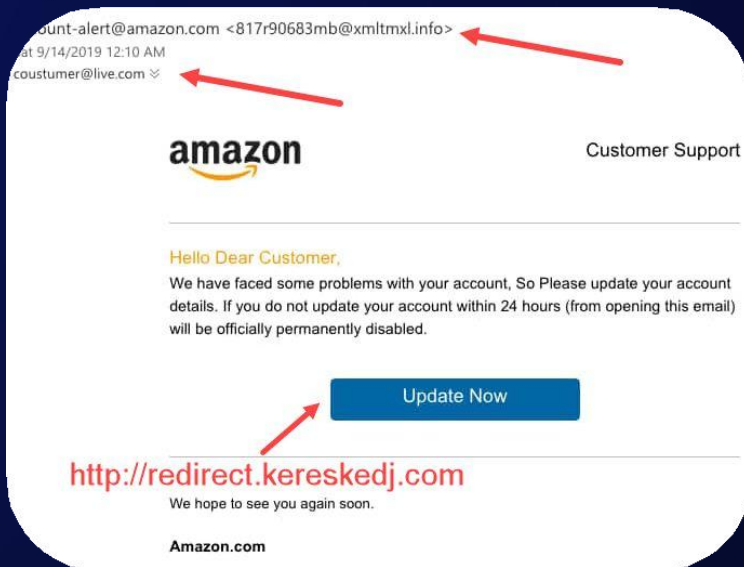 ount-alert@amazon.com <817r90683mb@xmltmxl.info>
at 9/14/2019 12:10 AM
coustumer@live.com
amazon
Customer Support
Hello Dear Customer,
We have faced some problems with your account, So Please update your account
details. If you do not update your account within 24 hours (from opening this email)
will be officially permanently disabled.
Update Now
http://redirect.kereskedj.com
We hope to see you again soon.
Amazon.com